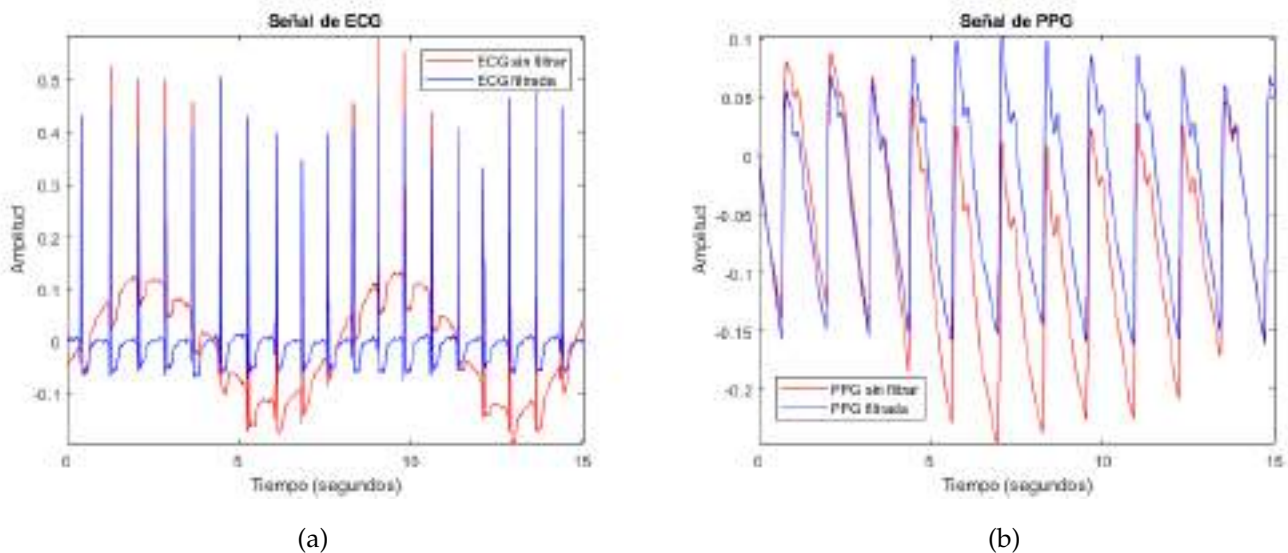 Señal de ECG
ECG sin filtrar
ECG filtrada
0.5
0.4
0.3
0.2
0.1
0
-0.1
Amplitud
0
5
10
15
Tiempo (segundos)
(a)
Señal de PPG
0.1
0.05
0
-0.05
-0.1
-0.15
-0.2
Amplitud
PPG sin filtrar
PPG filtrada
0
5
10
15
Tiempo (segundos)
(b)